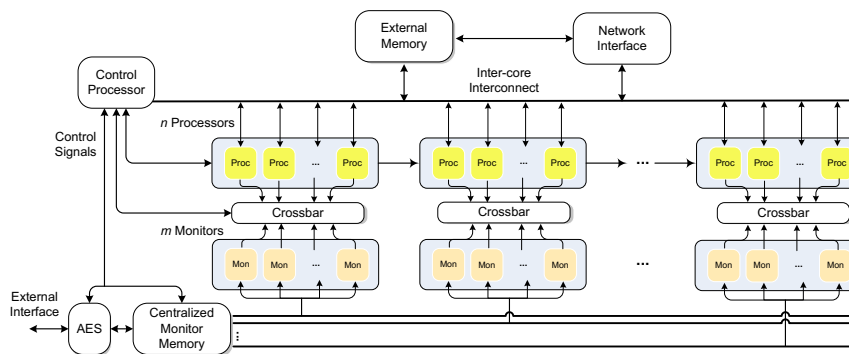 External
Memory
Network
Interface
Control
Processor
Inter-core
Interconnect
Control
Signals
n Processors
Proc Proc ... Proc
Proc Proc ... Proc
...
Proc Proc ... Proc
Crossbar
Crossbar
Crossbar
m Monitors
Mon Mon ... Mon
Mon Mon ... Mon
...
Mon Mon ... Mon
External
Interface
AES
Centralized
Monitor
Memory